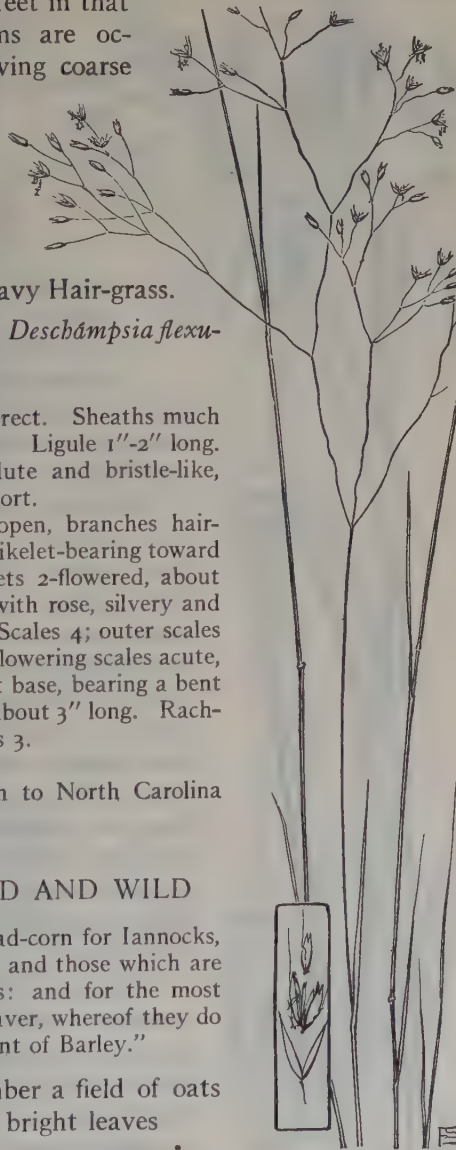 feet in that
ms are oc-
ving coarse
avy Hair-grass.
Deschámpsia flexu-
rect. Sheaths much
Ligule 1"-2" long.
lute and bristle-like,
ort.
open, branches hair-
ikelet-bearing toward
ets 2-flowered, about
with rose, silvery and
Scales 4; outer scales
lowering scales acute,
t base, bearing a bent
bout 3" long. Rach-
s 3.
n to North Carolina
D AND WILD
ad-corn for Iannocks,
and those which are
s: and for the most
aver, whereof they do
nt of Barley."
ber a field of oats
bright leaves